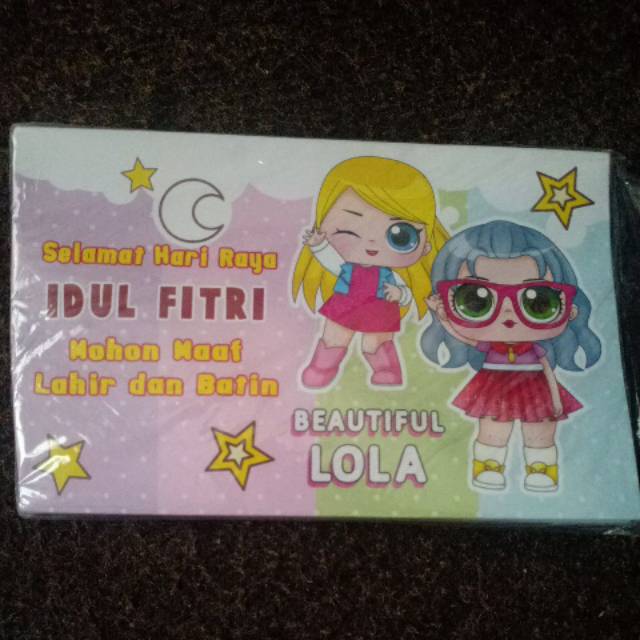 Selamat Hari Raya
IDUL FITRI
Mohon Maaf
Lahir dan Batin
BEAUTIFUL
LOLA